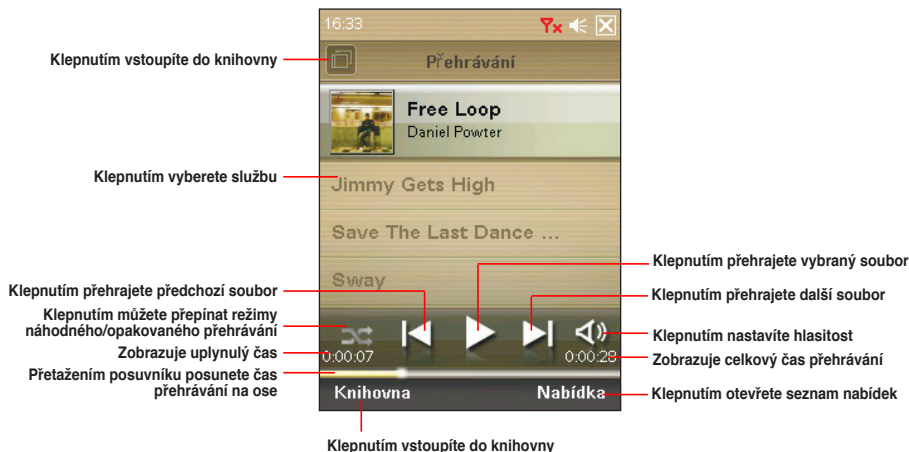 16:33
Klepnutím vstoupíte do knihovny
Přehrávání
Free Loop
Daniel Powter
Klepnutím vyberete službu
Jimmy Gets High
Save The Last Dance ...
Sway
Klepnutím přehrajete vybraný soubor
Klepnutím přehrajete předchozí soubor
Klepnutím přehrajete další soubor
Klepnutím můžete přepínat režimy
náhodného/opakovaného přehrávání
Klepnutím nastavíte hlasitost
Zobrazuje uplynulý čas
0:00:07
0:00:28
Zobrazuje celkový čas přehrávání
Přetažením posuvníku posunete čas
přehrávání na ose
Knihovna
Nabídka
Klepnutím otevřete seznam nabídek
Klepnutím vstoupíte do knihovny